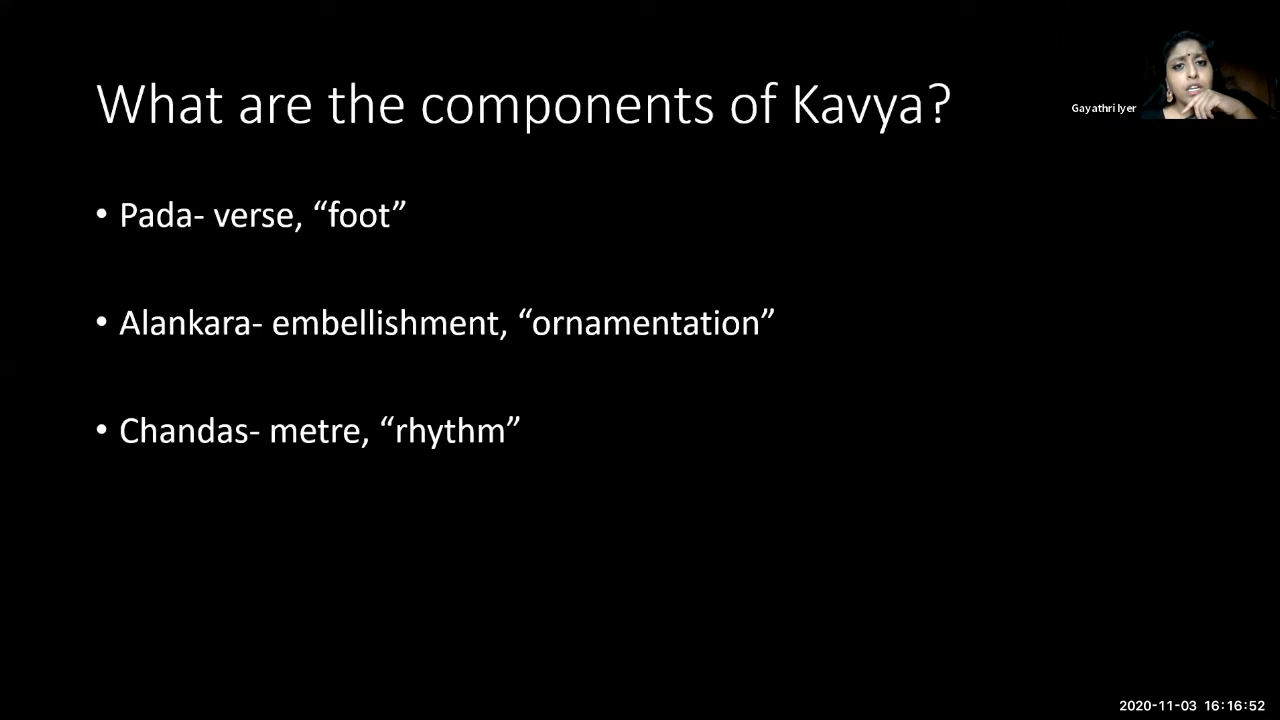 What are the components of Kavya?
Gayathri Iyer
• Pada- verse, “foot”
• Alankara- embellishment, “ornamentation”
• Chandas- metre, “rhythm”
2020-11-03 16:16:52